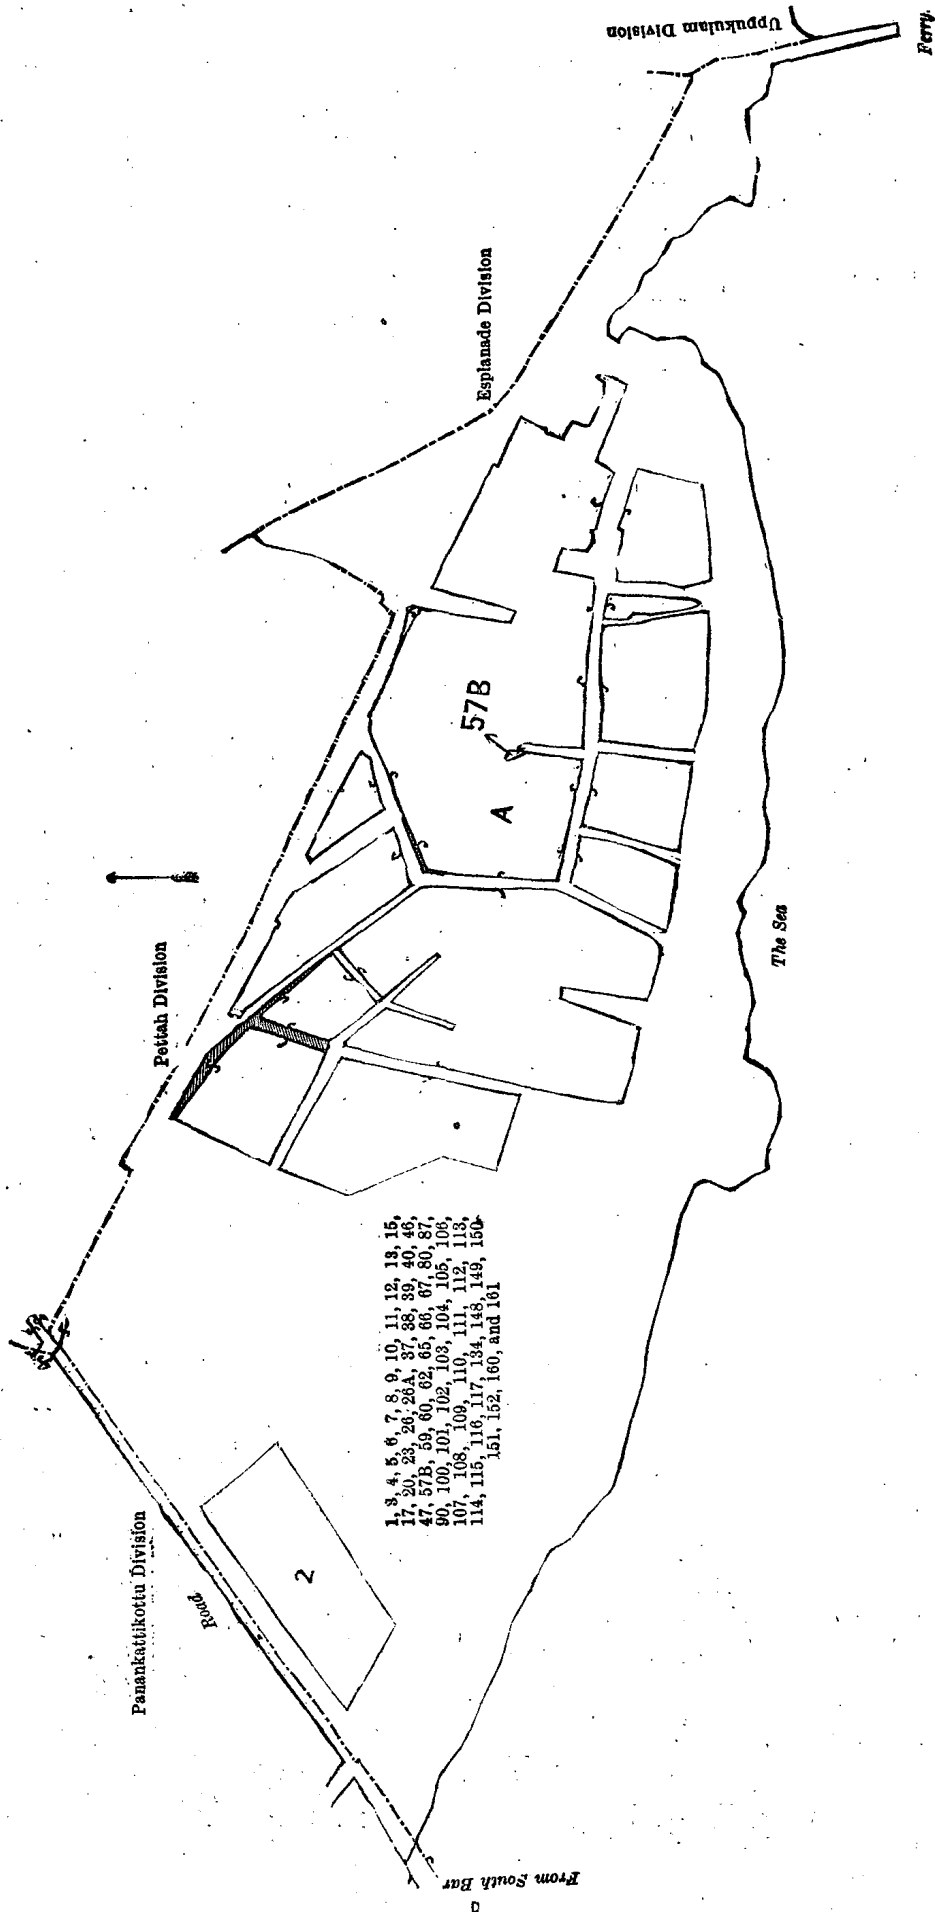 Panankattikottu Division
Road
2
Pettah Division
Esplanade Division
Uppukulam Division
Ferry.
57B
A
1, 3, 4, 5, 6, 7, 8, 9, 10, 11, 12, 13, 15,
17, 20, 23, 26, 26A, 37, 38, 39, 40, 46,
47, 57B, 59, 60, 62, 65, 66, 67, 80, 87,
90, 100, 101, 102, 103, 104, 105, 106,
107, 108, 109, 110, 111, 112, 113,
114, 115, 116, 117, 134, 148, 149, 150,
151, 152, 160, and 161
The Sea
From South Bar